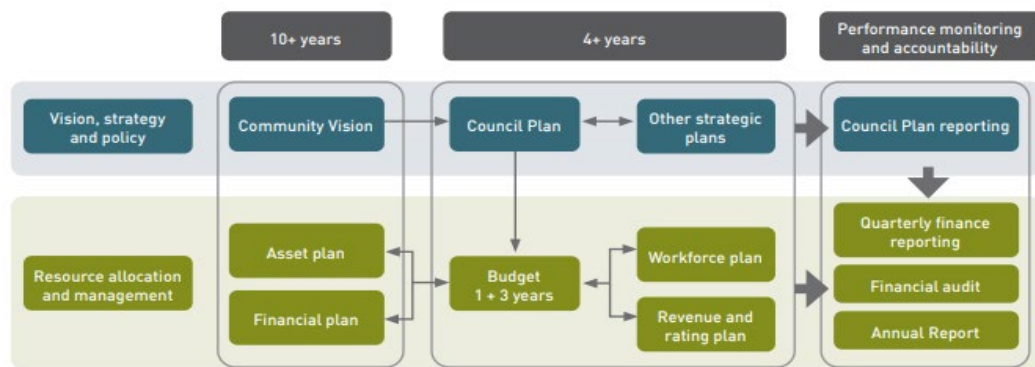 10+ years
4+ years
Performance monitoring
and accountability
Vision, strategy
and policy
Community Vision
Council Plan
Other strategic
plans
Council Plan reporting
Resource allocation
and management
Asset plan
Financial plan
Budget
1 + 3 years
Workforce plan
Revenue and
rating plan
Quarterly finance
reporting
Financial audit
Annual Report